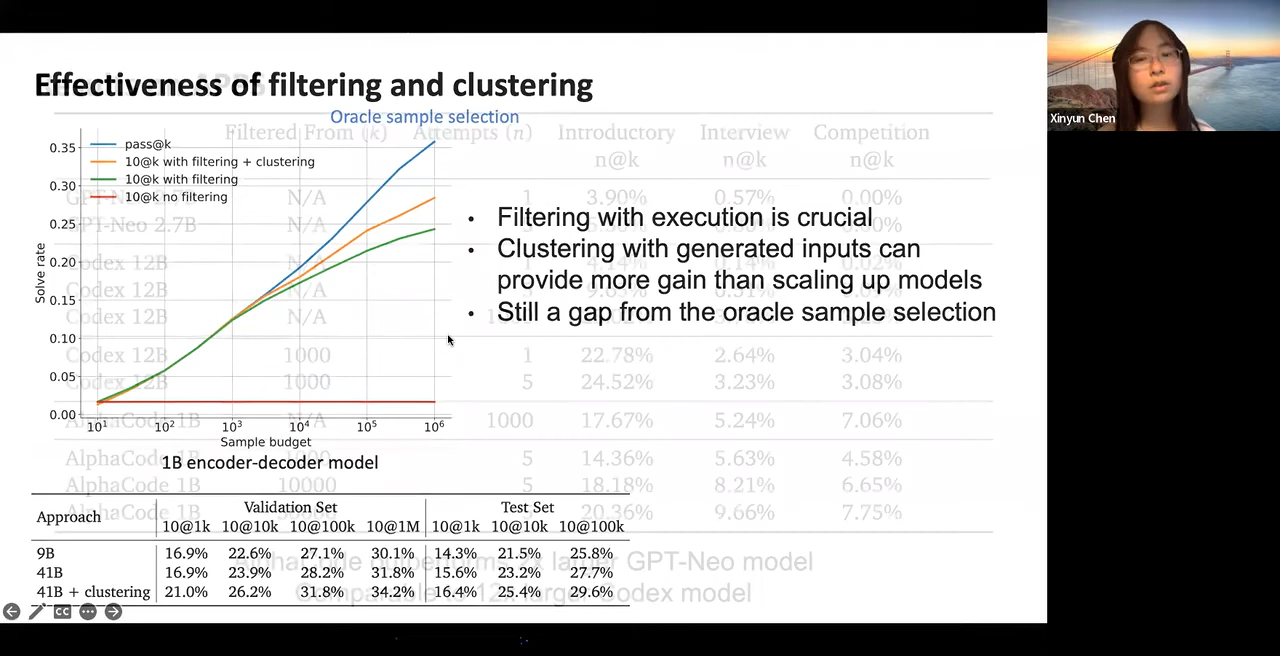 Effectiveness of filtering and clustering
Oracle sample selection
pass@k
10@k with filtering + clustering
10@k with filtering
10@k no filtering
Solve rate
0.35
0.30
0.25
0.20
0.15
0.10
0.05
0.00
10¹ 10² 10³ 10⁴ 10⁵ 10⁶
Sample budget
1B encoder-decoder model
• Filtering with execution is crucial
• Clustering with generated inputs can
provide more gain than scaling up models
• Still a gap from the oracle sample selection
Approach Validation Set Test Set
10@1k 10@10k 10@100k 10@1M 10@1k 10@10k 10@100k
9B 16.9% 22.6% 27.1% 30.1% 14.3% 21.5% 25.8%
41B 16.9% 23.9% 28.2% 31.8% 15.6% 23.2% 27.7%
41B + clustering 21.0% 26.2% 31.8% 34.2% 16.4% 25.4% 29.6%
Filtered From (k) Attempts (n) Introductory Interview Competition
n@k n@k n@k
N/A 1 3.90% 0.57% 0.00%
GPT-Neo 2.7B N/A
Codex 12B N/A
Codex 12B N/A
Codex 12B N/A
Codex 12B 1000 1 22.78% 2.64% 3.04%
Codex 12B 1000 5 24.52% 3.23% 3.08%
AlphaCode 1B N/A 1000 17.67% 5.24% 7.06%
AlphaCode 1B 5 14.36% 5.63% 4.58%
AlphaCode 1B 10000 5 18.18% 8.21% 6.65%
AlphaCode 1B 20.36% 9.66% 7.75%
AlphaCode outperforms 2x larger GPT-Neo model
Comparable to 12x larger Codex model
CC
Xinyun Chen